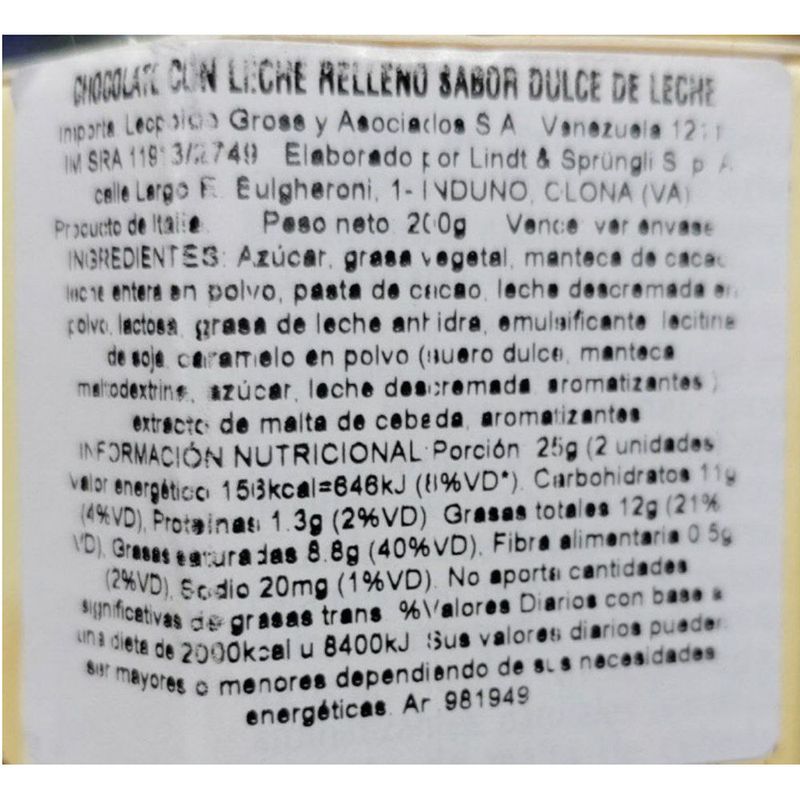 CHOCOLATE CON LECHE RELLENO SABOR DULCE DE LECHE
Importa Leopoldo Gross y Asociados S A Venezuela
IM SRA Elaborado por Lindt & Sprüngli S p A
calle Largo E. Bulgheroni, 1- INDUNO, OLONA (VA)
Producto de Italia. Peso neto 200g Vence ver envase
INGREDIENTES: Azúcar, grasa vegetal, manteca de cacao
leche entera en polvo, pasta de cacao, leche descremada en
polvo, lactosa, grasa de leche anhidra, emulsificante lecitina
de soja, caramelo en polvo (suero dulce, manteca
maltodextrina, azúcar, leche descremada aromatizantes)
extracto de malta de cebada, aromatizantes
INFORMACIÓN NUTRICIONAL Porción 25g (2 unidades
Valor energético =646kJ (8%VD*). Carbohidratos 11g
(4%VD), Proteínas 1.3g (2%VD) Grasas totales 12g (21%
VD), Grasas saturadas 8.8g (40%VD), Fibra alimentaria 0.5g
(2%VD), Sodio 20mg (1%VD). No aporta cantidades
significativas de grasas trans %Valores Diarios con base a
una dieta de 2000kcal u 8400kJ Sus valores diarios pueden
ser mayores o menores dependiendo de sus necesidades
energéticas. Ar 981949